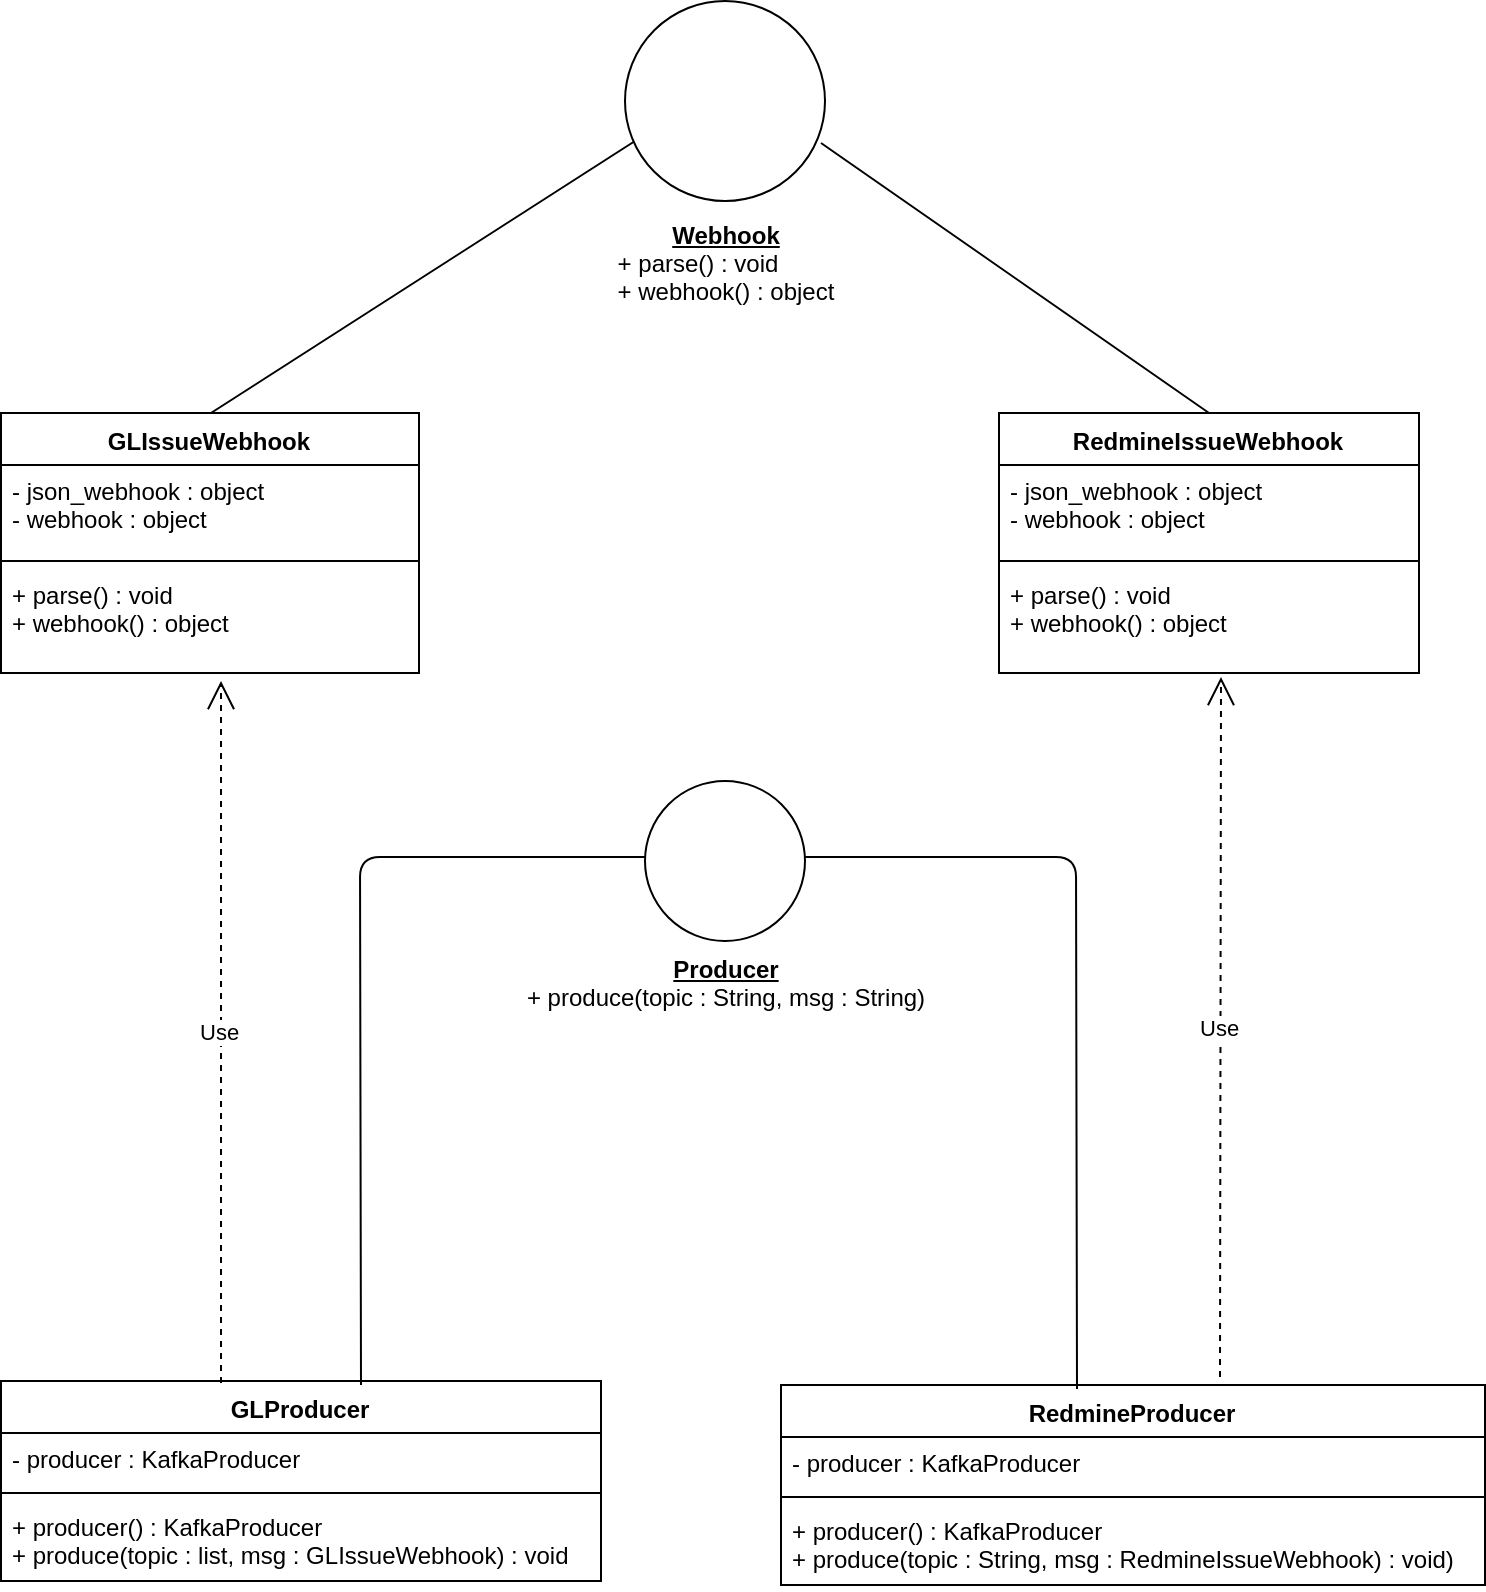 Webhook
+ parse() : void
+ webhook() : object
GLIssueWebhook
- json_webhook : object
- webhook : object
+ parse() : void
+ webhook() : object
RedmineIssueWebhook
- json_webhook : object
- webhook : object
+ parse() : void
+ webhook() : object
Producer
+ produce(topic : String, msg : String)
Use
Use
GLProducer
- producer : KafkaProducer
+ producer() : KafkaProducer
+ produce(topic : list, msg : GLIssueWebhook) : void
RedmineProducer
- producer : KafkaProducer
+ producer() : KafkaProducer
+ produce(topic : String, msg : RedmineIssueWebhook) : void)